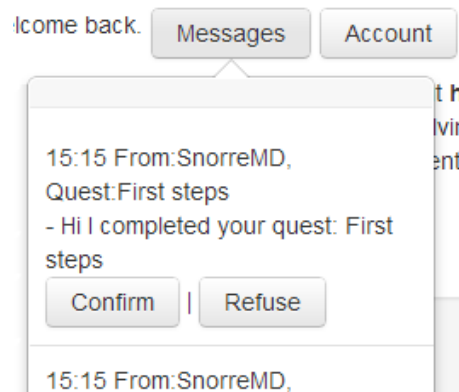 lcome back. Messages Account
15:15 From:SnorreMD,
Quest:First steps
- Hi I completed your quest: First
steps
Confirm | Refuse
15:15 From:SnorreMD,